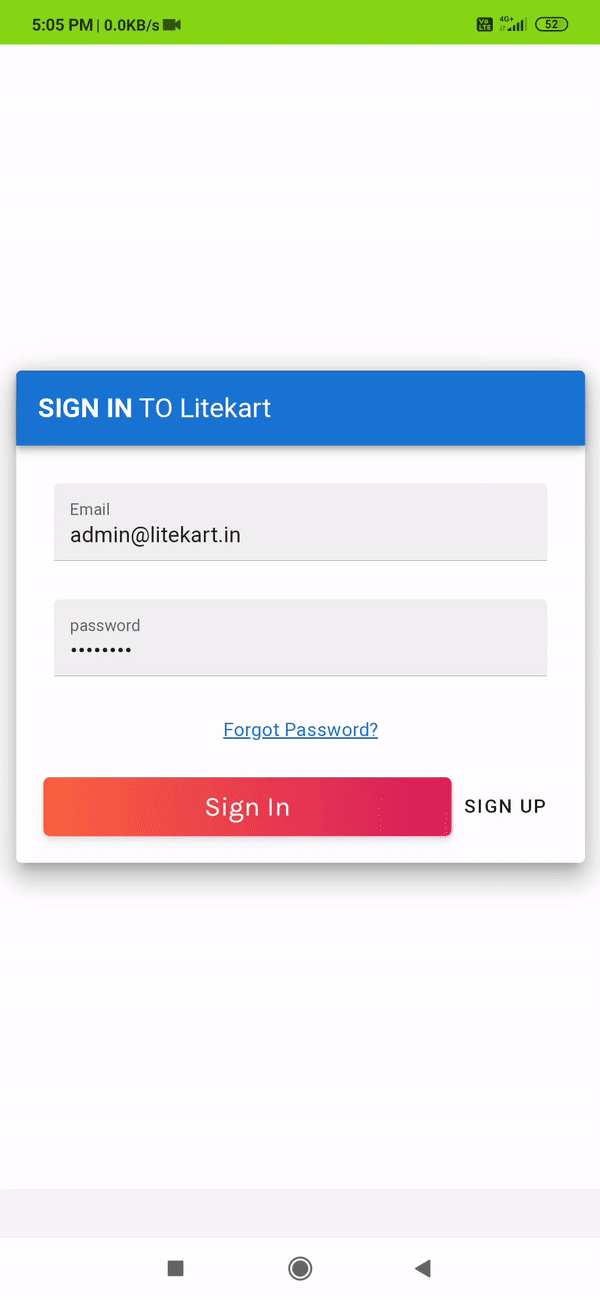 5:05 PM | 0.0KB/s
Vo LTE 4G+ 52
SIGN IN TO Litekart
Email
admin@litekart.in
password
••••••••
Forgot Password?
Sign In SIGN UP